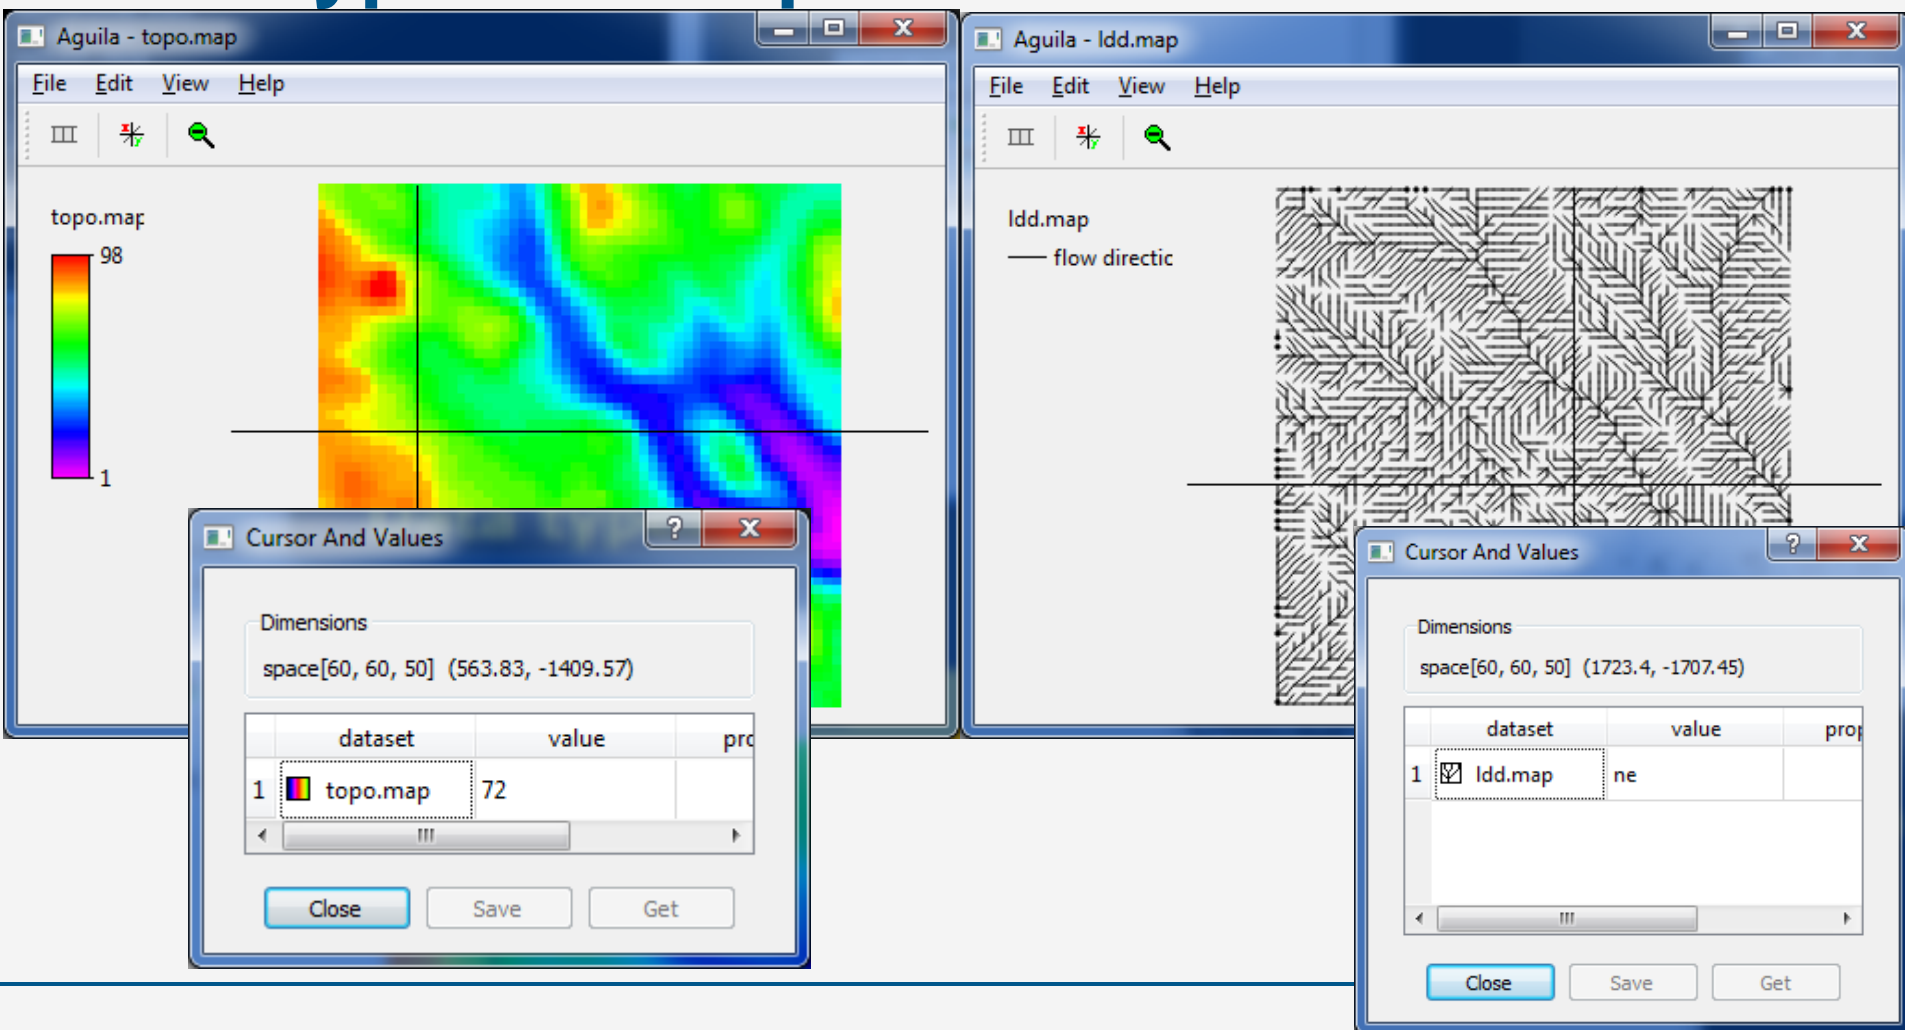 Aguila - topo.map
File Edit View Help
topo.map
98
1
Cursor And Values
Dimensions
space[60, 60, 50] (563.83, -1409.57)
dataset value pro
1 topo.map 72
Close Save Get
Aguila - ldd.map
File Edit View Help
ldd.map
flow directic
Cursor And Values
Dimensions
space[60, 60, 50] (1723.4, -1707.45)
dataset value prop
1 ldd.map ne
Close Save Get